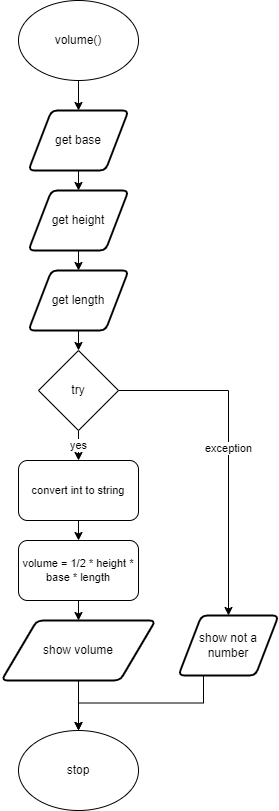 volume()
get base
get height
get length
try
yes
exception
convert int to string
volume = 1/2 * height *
base * length
show volume
show not a
number
stop